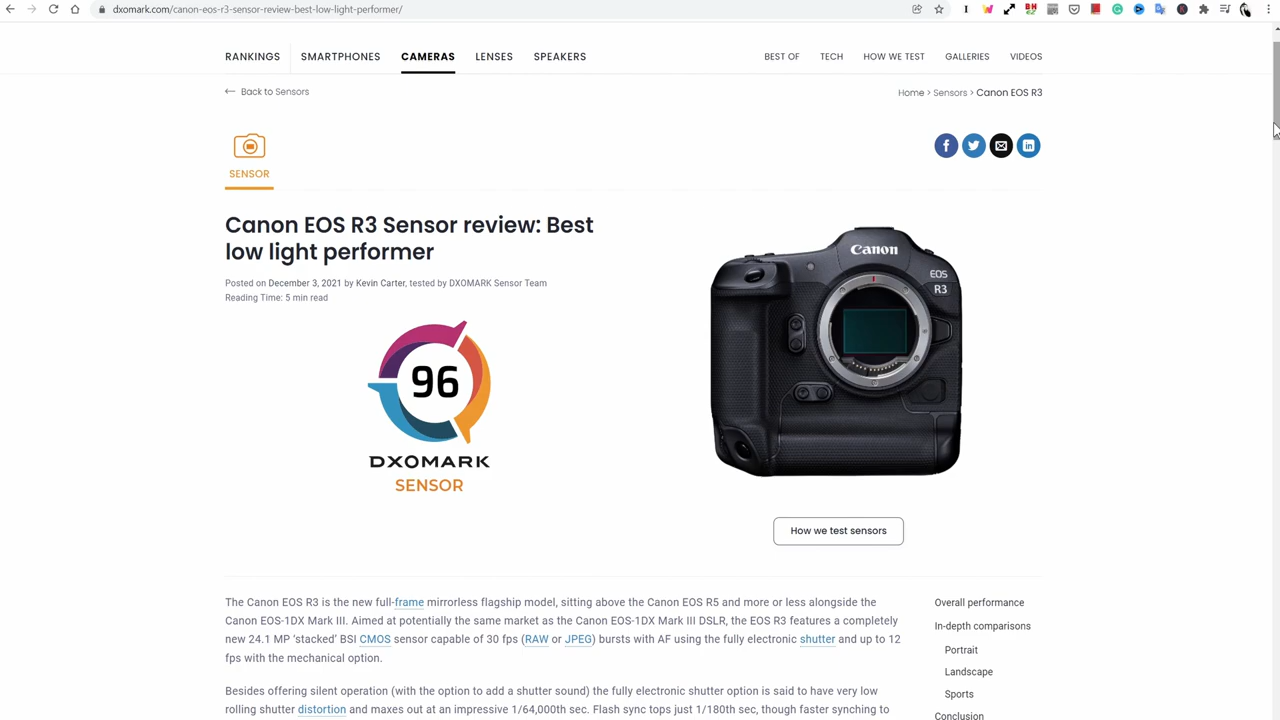 dxomark.com/canon-eos-r3-sensor-review-best-low-light-performer/
RANKINGS SMARTPHONES CAMERAS LENSES SPEAKERS BEST OF TECH HOW WE TEST GALLERIES VIDEOS
← Back to Sensors Home > Sensors > Canon EOS R3
SENSOR
Canon EOS R3 Sensor review: Best
low light performer
Posted on December 3, 2021 by Kevin Carter, tested by DXOMARK Sensor Team
Reading Time: 5 min read
96
DXOMARK
SENSOR
Canon
EOS
R3
How we test sensors
The Canon EOS R3 is the new full-frame mirrorless flagship model, sitting above the Canon EOS R5 and more or less alongside the
Canon EOS-1DX Mark III. Aimed at potentially the same market as the Canon EOS-1DX Mark III DSLR, the EOS R3 features a completely
new 24.1 MP ‘stacked’ BSI CMOS sensor capable of 30 fps (RAW or JPEG) bursts with AF using the fully electronic shutter and up to 12
fps with the mechanical option.
Besides offering silent operation (with the option to add a shutter sound) the fully electronic shutter option is said to have very low
rolling shutter distortion and maxes out at an impressive 1/64,000th sec. Flash sync tops just 1/180th sec, though faster synching to
Overall performance
In-depth comparisons
Portrait
Landscape
Sports
Conclusion